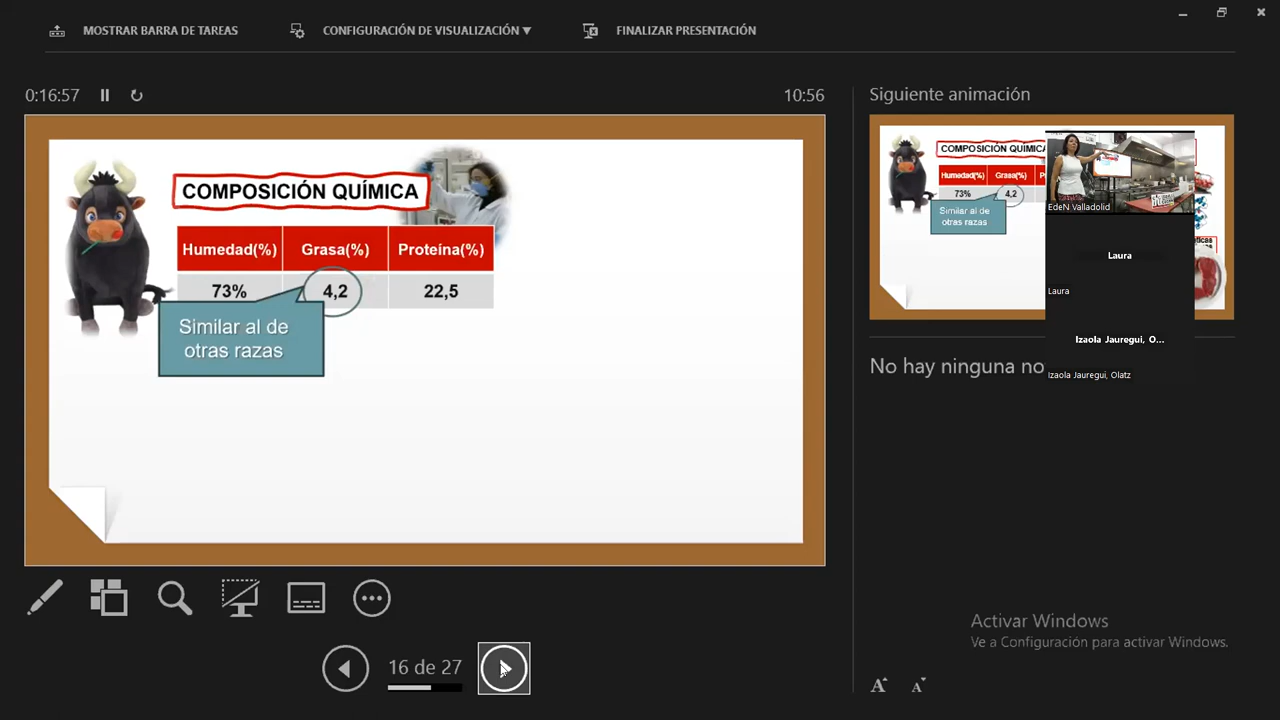 MOSTRAR BARRA DE TAREAS
CONFIGURACIÓN DE VISUALIZACIÓN ▼
FINALIZAR PRESENTACIÓN
0:16:57
10:56
COMPOSICIÓN QUÍMICA
Humedad(%) Grasa(%) Proteína(%)
73% 4,2 22,5
Similar al de
otras razas
16 de 27
Siguiente animación
COMPOSICIÓN QUÍMICA
Humedad(%) Grasa(%)
73% 4,2
Similar al de
otras razas
EdeN Valladolid
Laura
Laura
Izaola Jauregui, O...
Izaola Jauregui, Olatz
No hay ninguna no
Activar Windows
Ve a Configuración para activar Windows.
A A